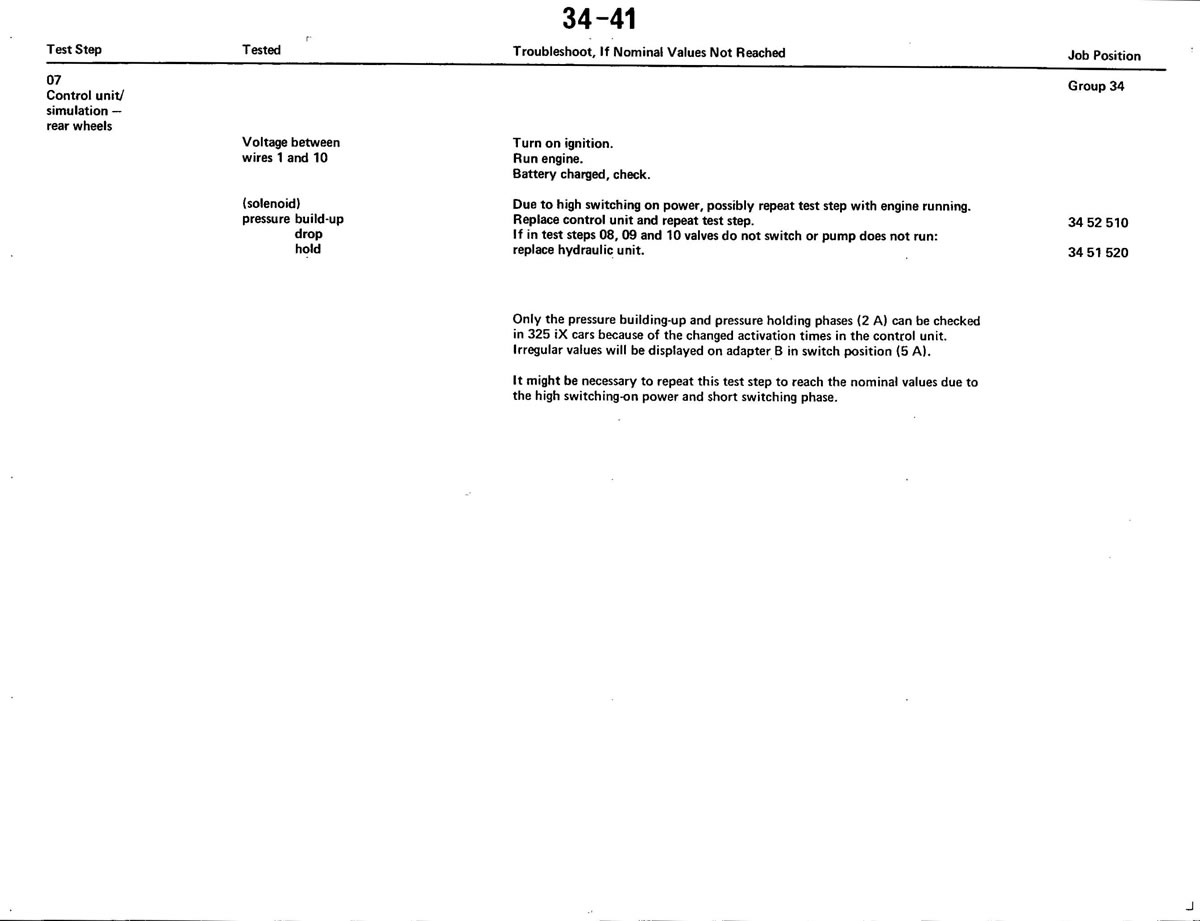 34-41
Test Step
Tested
Troubleshoot, If Nominal Values Not Reached
Job Position
07
Control unit/
simulation —
rear wheels
Group 34
Voltage between
wires 1 and 10
Turn on ignition.
Run engine.
Battery charged, check.
(solenoid)
pressure build-up
drop
hold
Due to high switching on power, possibly repeat test step with engine running.
Replace control unit and repeat test step.
If in test steps 08, 09 and 10 valves do not switch or pump does not run:
replace hydraulic unit.
34 52 510
34 51 520
Only the pressure building-up and pressure holding phases (2 A) can be checked
in 325 iX cars because of the changed activation times in the control unit.
Irregular values will be displayed on adapter B in switch position (5 A).
It might be necessary to repeat this test step to reach the nominal values due to
the high switching-on power and short switching phase.